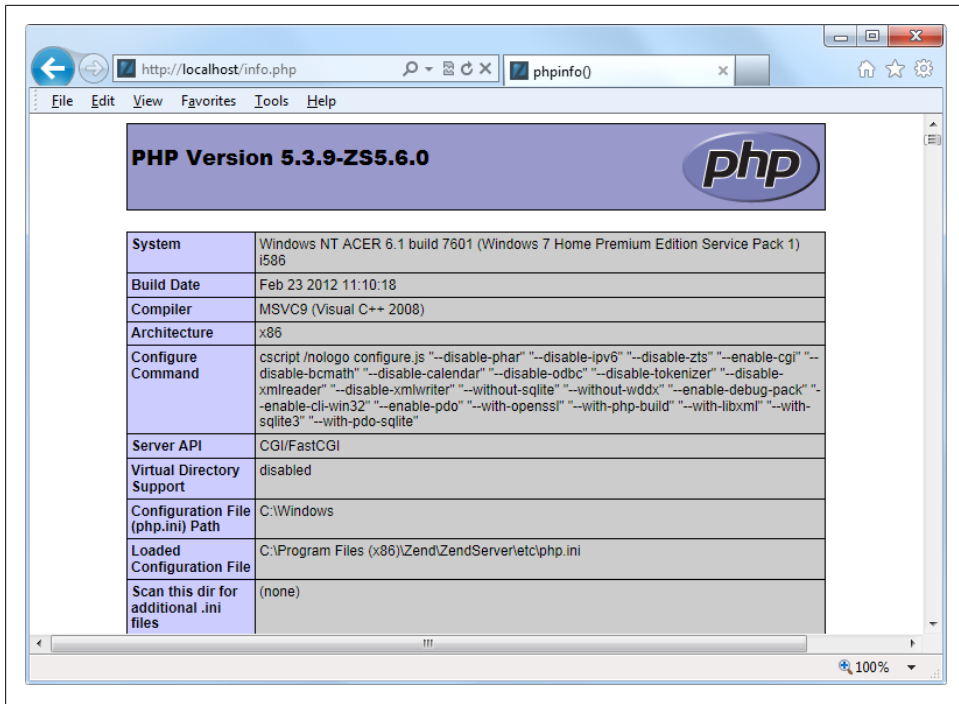 http://localhost/info.php
phpinfo()
File Edit View Favorites Tools Help
PHP Version 5.3.9-ZS5.6.0
php
System
Windows NT ACER 6.1 build 7601 (Windows 7 Home Premium Edition Service Pack 1)
i586
Build Date
Feb 23 2012 11:10:18
Compiler
MSVC9 (Visual C++ 2008)
Architecture
x86
Configure
Command
cscript /nologo configure.js "--disable-phar" "--disable-ipv6" "--disable-zts" "--enable-cgi" "--
disable-bcmath" "--disable-calendar" "--disable-odbc" "--disable-tokenizer" "--disable-
xmlreader" "--disable-xmlwriter" "--without-sqlite" "--without-wddx" "--enable-debug-pack" "-
-enable-cli-win32" "--enable-pdo" "--with-openssl" "--with-php-build" "--with-libxml" "--with-
sqlite3" "--with-pdo-sqlite"
Server API
CGI/FastCGI
Virtual Directory
Support
disabled
Configuration File
(php.ini) Path
C:\Windows
Loaded
Configuration File
C:\Program Files (x86)\Zend\ZendServer\etc\php.ini
Scan this dir for
additional .ini
files
(none)
100%